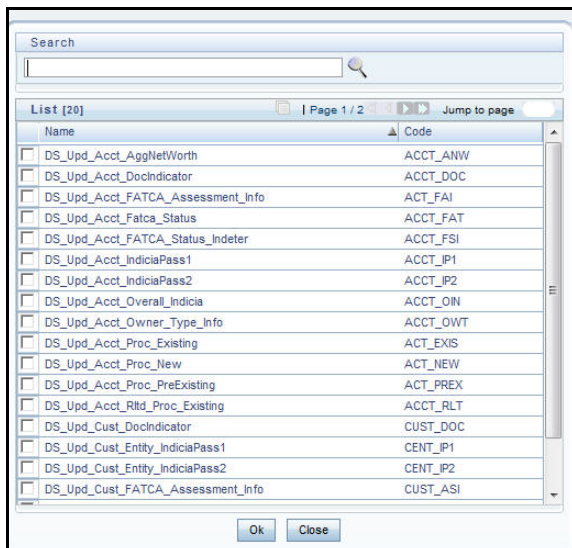 Search
List [20] | Page 1 / 2 Jump to page
Name Code
DS_Upd_Acct_AggNetWorth ACCT_ANW
DS_Upd_Acct_DocIndicator ACCT_DOC
DS_Upd_Acct_FATCA_Assessment_Info ACT_FAI
DS_Upd_Acct_Fatca_Status ACCT_FAT
DS_Upd_Acct_FATCA_Status_Indeter ACCT_FSI
DS_Upd_Acct_IndiciaPass1 ACCT_IP1
DS_Upd_Acct_IndiciaPass2 ACCT_IP2
DS_Upd_Acct_Overall_Indicia ACCT_OIN
DS_Upd_Acct_Owner_Type_Info ACCT_OWT
DS_Upd_Acct_Proc_Existing ACT_EXIS
DS_Upd_Acct_Proc_New ACT_NEW
DS_Upd_Acct_Proc_PreExisting ACT_PREX
DS_Upd_Acct_Rltd_Proc_Existing ACCT_RLT
DS_Upd_Cust_DocIndicator CUST_DOC
DS_Upd_Cust_Entity_IndiciaPass1 CENT_IP1
DS_Upd_Cust_Entity_IndiciaPass2 CENT_IP2
DS_Upd_Cust_FATCA_Assessment_Info CUST_ASI
Ok Close